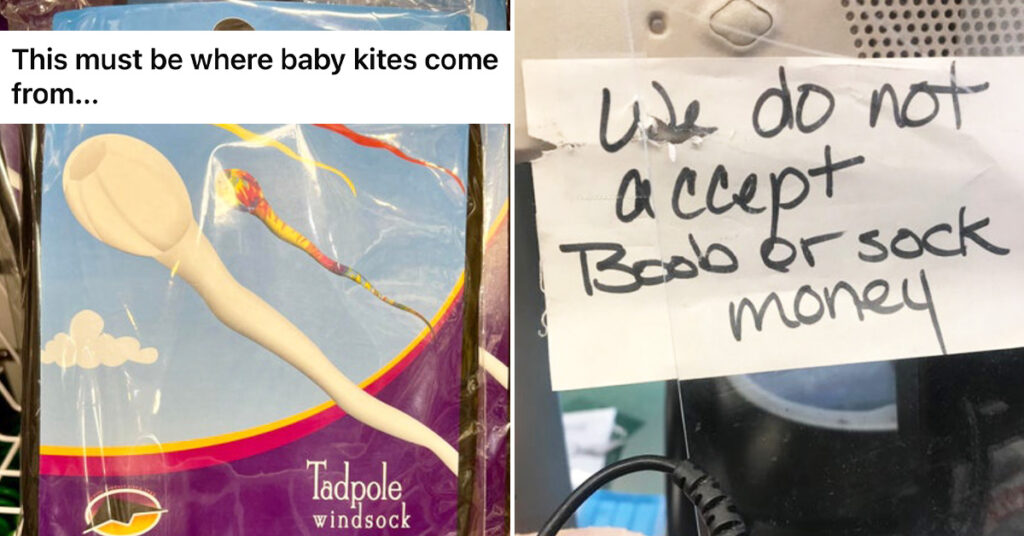 This must be where baby kites come
from...
Tadpole
windsock
We do not
accept
Boob or sock
money